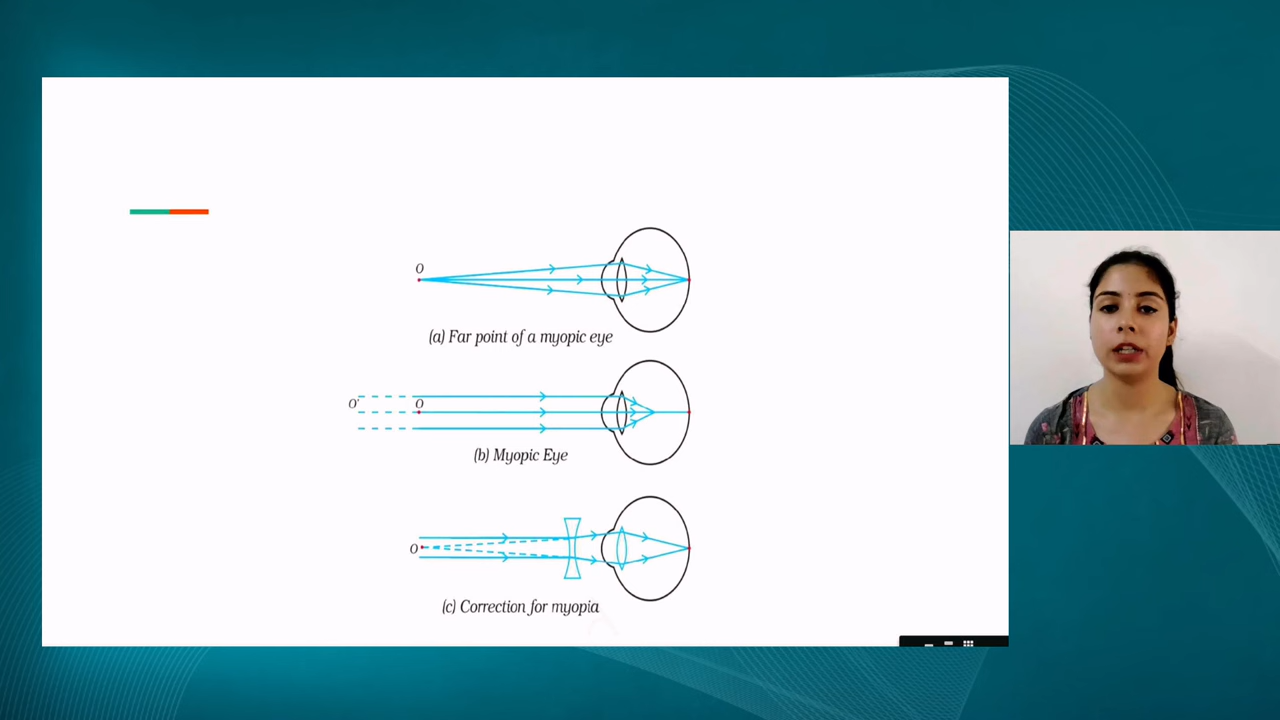 O
(a) Far point of a myopic eye
O' O
(b) Myopic Eye
O
(c) Correction for myopia